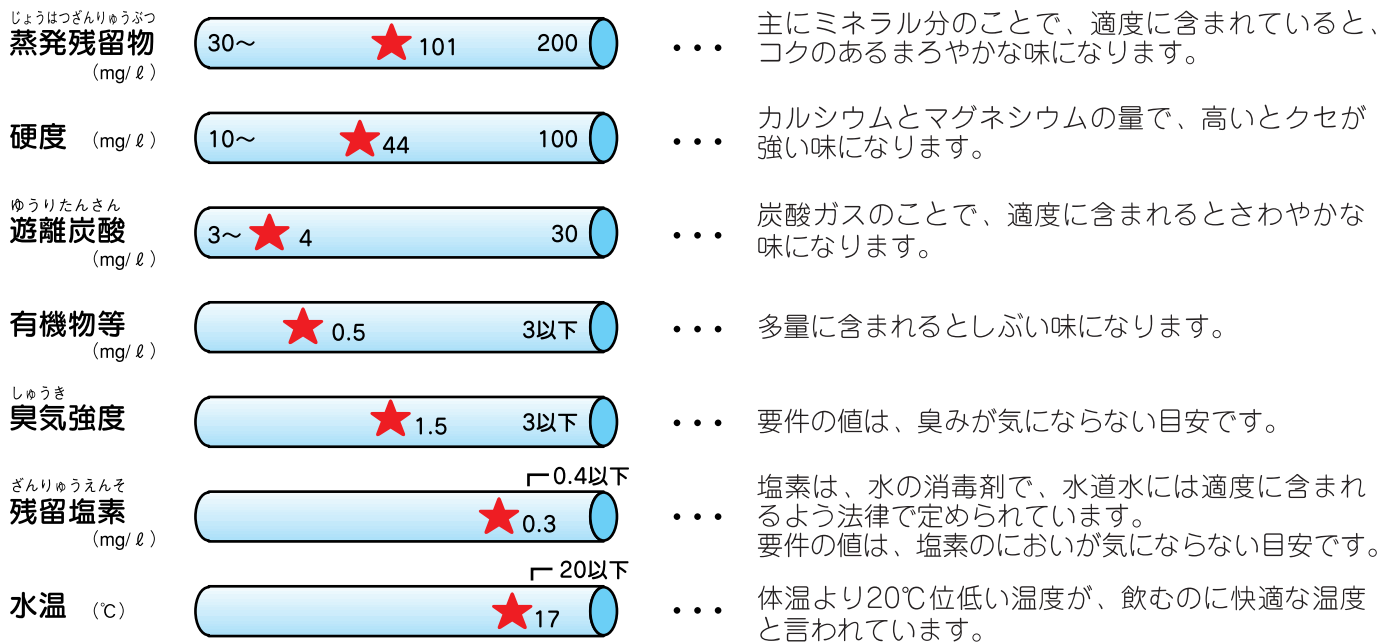 じょうはつざんりゅうぶつ
蒸発残留物
(mg/ℓ)
30〜 101 200
・・・
主にミネラル分のことで、適度に含まれていると、
コクのあるまろやかな味になります。
硬度 (mg/ℓ)
10〜 44 100
・・・
カルシウムとマグネシウムの量で、高いとクセが
強い味になります。
ゆうりたんさん
遊離炭酸
(mg/ℓ)
3〜 4 30
・・・
炭酸ガスのことで、適度に含まれるとさわやかな
味になります。
有機物等
(mg/ℓ)
0.5 3以下
・・・
多量に含まれるとしぶい味になります。
しゅうき
臭気強度
1.5 3以下
・・・
要件の値は、臭みが気にならない目安です。
ざんりゅうえんそ
残留塩素
(mg/ℓ)
0.4以下
0.3
・・・
塩素は、水の消毒剤で、水道水には適度に含まれ
るよう法律で定められています。
要件の値は、塩素のにおいが気にならない目安です。
水温 (℃)
20以下
17
・・・
体温より20℃位低い温度が、飲むのに快適な温度
と言われています。